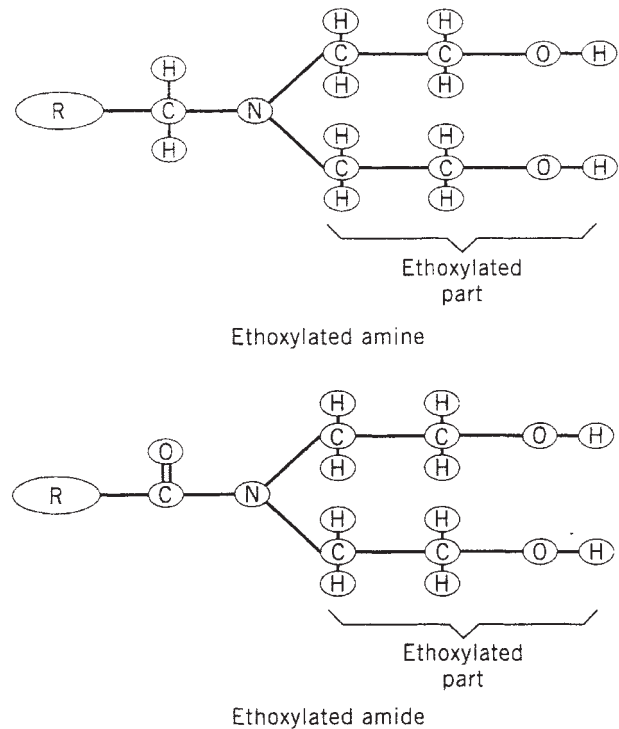 H H
C C O H
H H H
R C N
H H H
C C O H
H H
Ethoxylated
part
Ethoxylated amine
H H
O C C O H
H H
R C N
H H
C C O H
H H
Ethoxylated
part
Ethoxylated amide